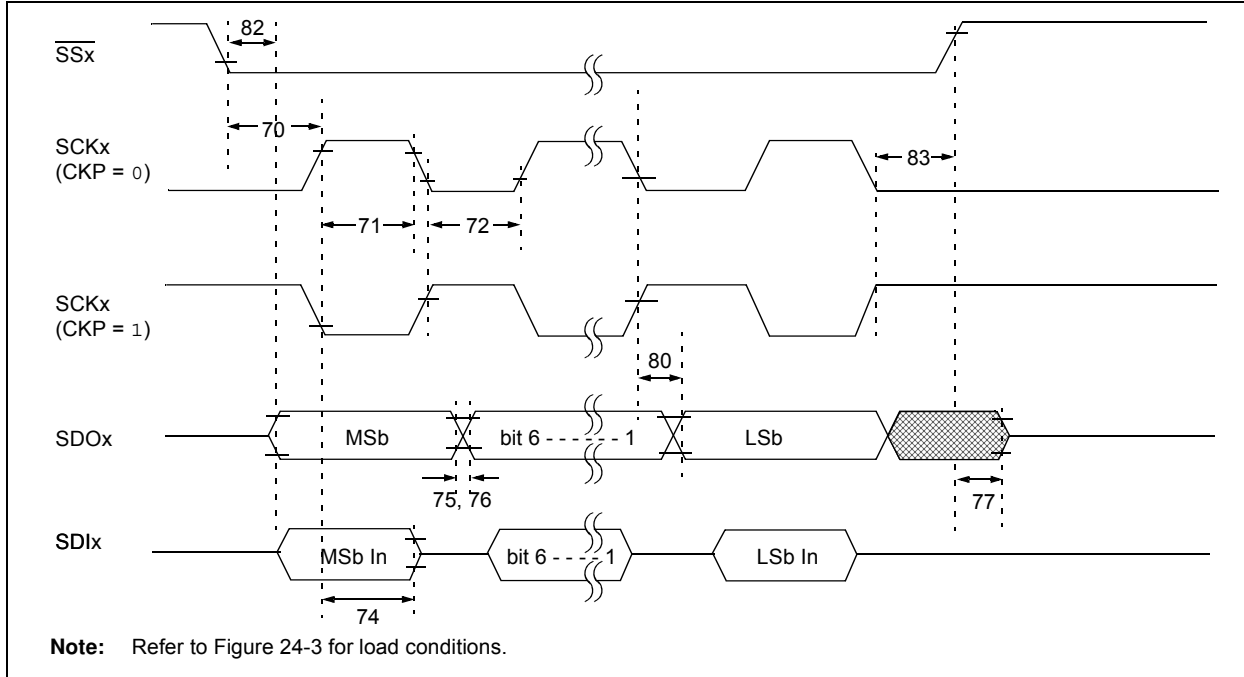 82
SSx
70
SCKx
(CKP = 0)
83
71
72
SCKx
(CKP = 1)
80
SDOx
MSb
bit 6 - - - - - - 1
LSb
75, 76
77
SDIx
MSb In
bit 6 - - - - - 1
LSb In
74
Note: Refer to Figure 24-3 for load conditions.